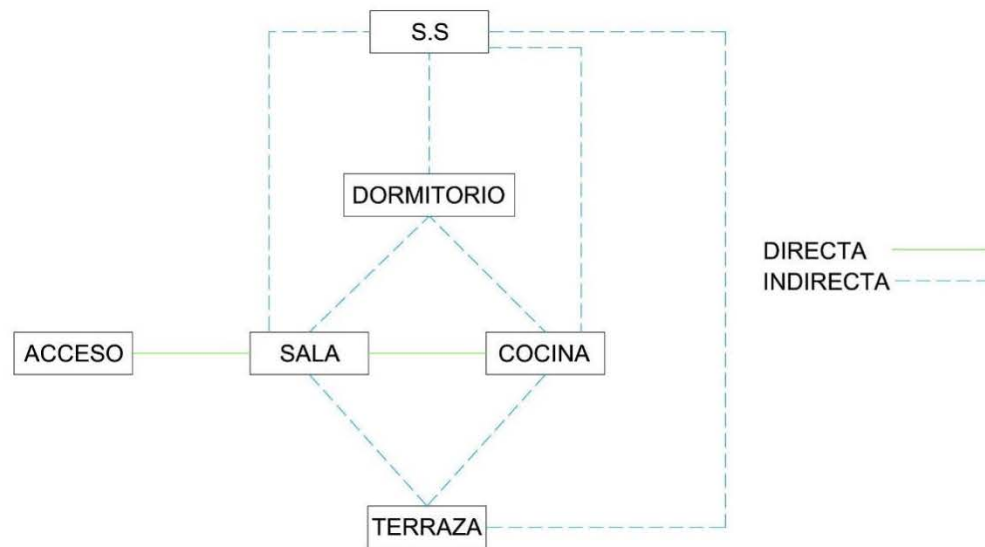 S.S
DORMITORIO
DIRECTA
INDIRECTA
ACCESO
SALA
COCINA
TERRAZA